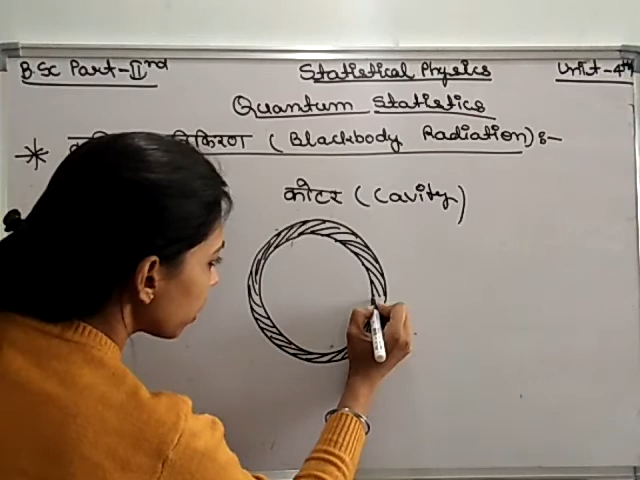 B.Sc Part-IInd Statistical Physics Unit-4th
Quantum Statistics
विकिरण (Blackbody Radiation):-
कोटर (Cavity)